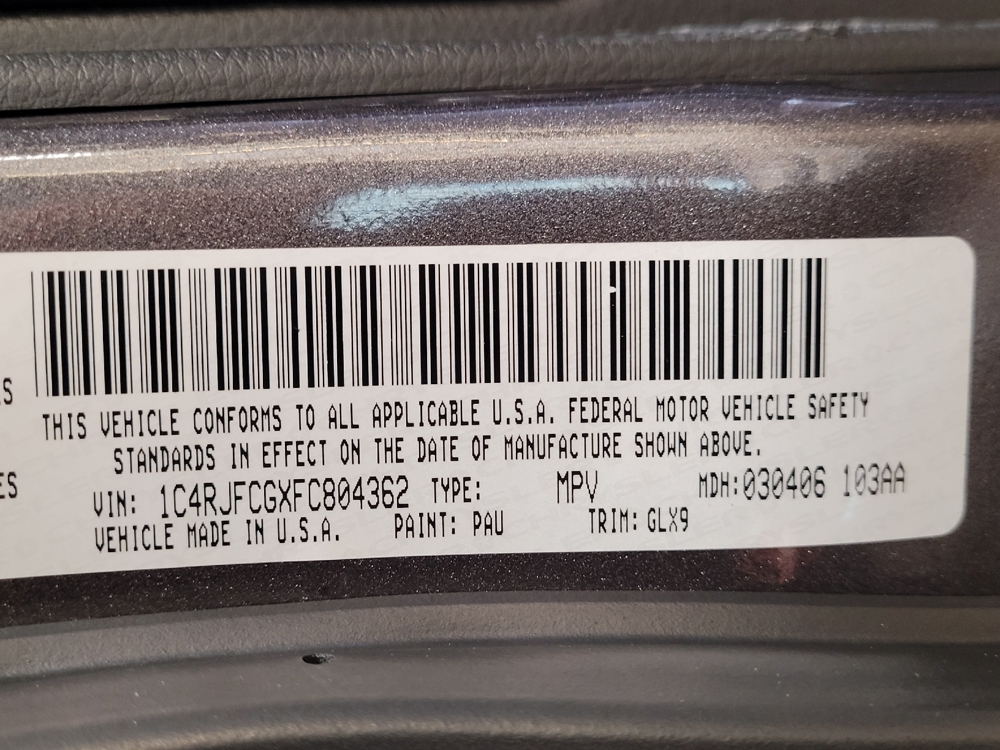 THIS VEHICLE CONFORMS TO ALL APPLICABLE U.S.A. FEDERAL MOTOR VEHICLE SAFETY
STANDARDS IN EFFECT ON THE DATE OF MANUFACTURE SHOWN ABOVE.
VIN: 1C4RJFCGXFC804362 TYPE: MPV MDH:030406 103AA
VEHICLE MADE IN U.S.A. PAINT: PAU TRIM: GLX9